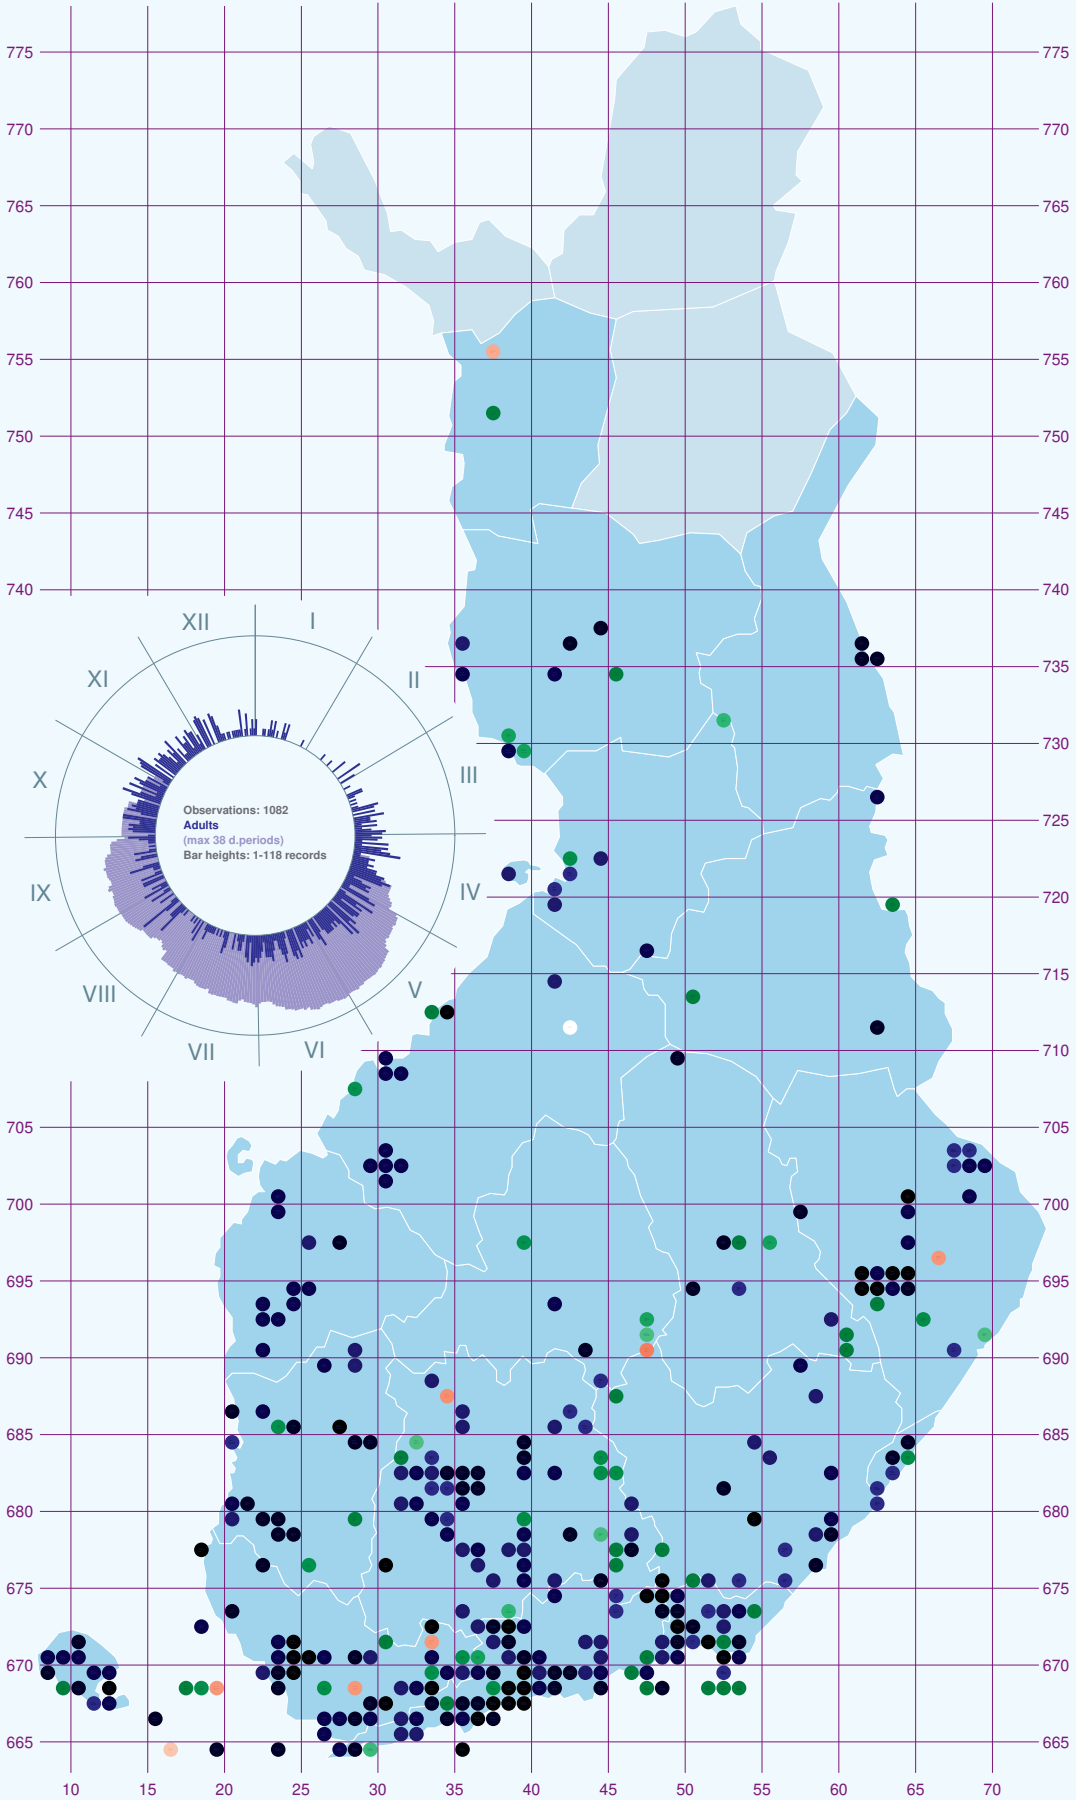 775 775
770 770
765 765
760 760
755 755
750 750
745 745
740 740
XII I
XI II
735 735
730 730
X III
Observations: 1082
Adults
725 725
(max 38 d.periods)
Bar heights: 1-118 records
IX IV
720 720
715 715
VIII V
VII VI
710 710
705 705
700 700
695 695
690 690
685 685
680 680
675 675
670 670
665 665
10 15 20 25 30 35 40 45 50 55 60 65 70